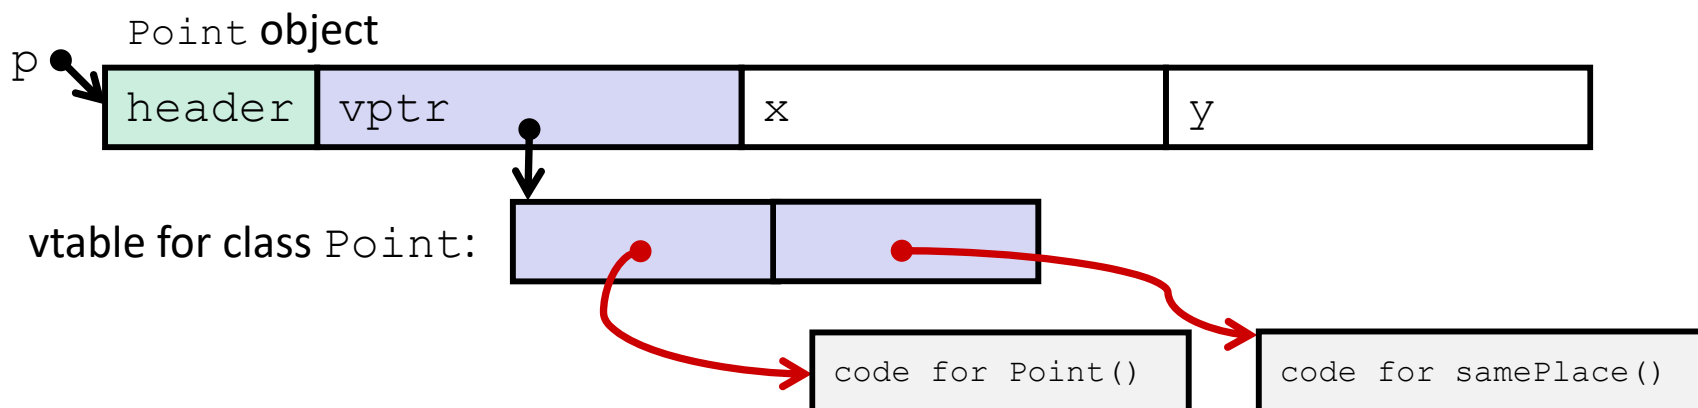 Point object
p
header vptr x y
vtable for class Point:
code for Point() code for samePlace()